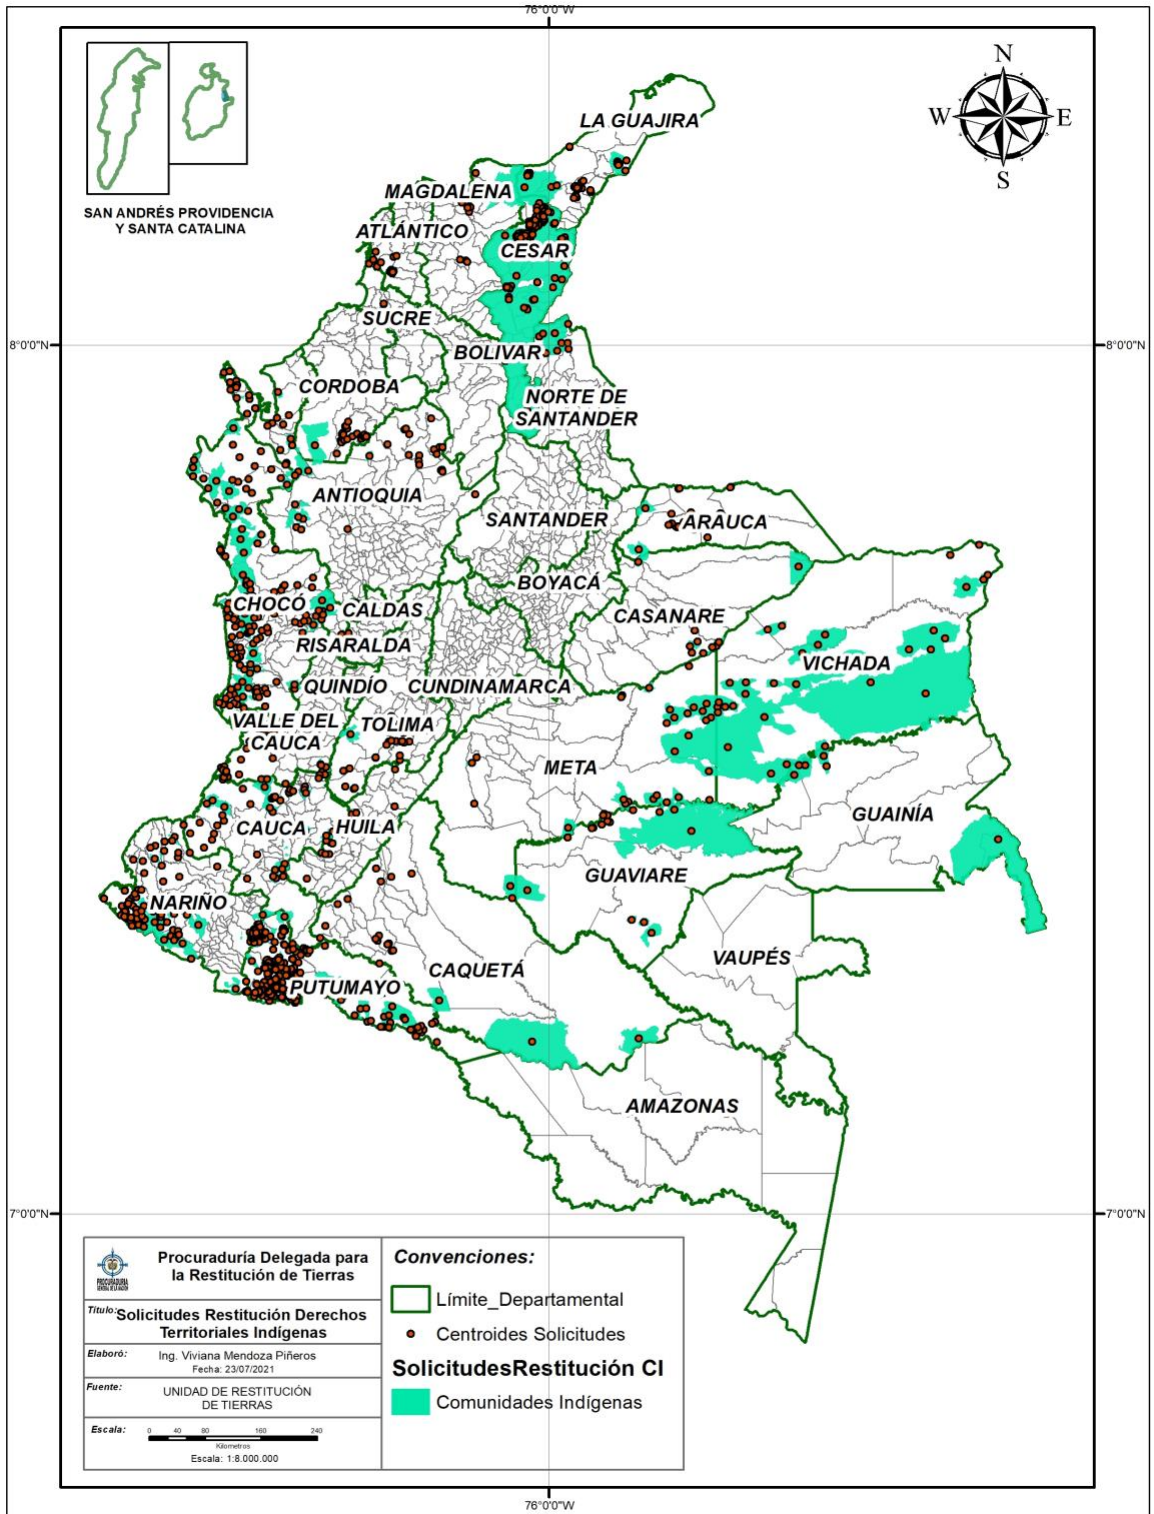 76°0'0"W
N
W
E
S
SAN ANDRÉS PROVIDENCIA
Y SANTA CATALINA
LA GUAJIRA
MAGDALENA
ATLÁNTICO
CESAR
SUCRE
8°0'0"N
8°0'0"N
BOLIVAR
CORDOBA
NORTE DE
SANTANDER
ANTIOQUIA
SANTANDER
ARAUCA
BOYACÁ
CHOCÓ
CALDAS
CASANARE
RISARALDA
VICHADA
QUINDÍO
CUNDINAMARCA
VALLE DEL
CAUCA
TOLIMA
META
GUAINÍA
CAUCA
HUILA
GUAVIARE
NARIÑO
VAUPÉS
CAQUETÁ
PUTUMAYO
AMAZONAS
7°0'0"N
7°0'0"N
PROCURADURIA
GENERAL DE LA NACION
Procuraduría Delegada para
la Restitución de Tierras
Título: Solicitudes Restitución Derechos
Territoriales Indígenas
Elaboró: Ing. Viviana Mendoza Piñeros
Fecha: 23/07/2021
Fuente: UNIDAD DE RESTITUCIÓN
DE TIERRAS
Escala: 0 40 80 160 240
Kilometros
Escala: 1:8.000.000
Convenciones:
Límite_Departamental
Centroides Solicitudes
SolicitudesRestitución CI
Comunidades Indígenas
76°0'0"W